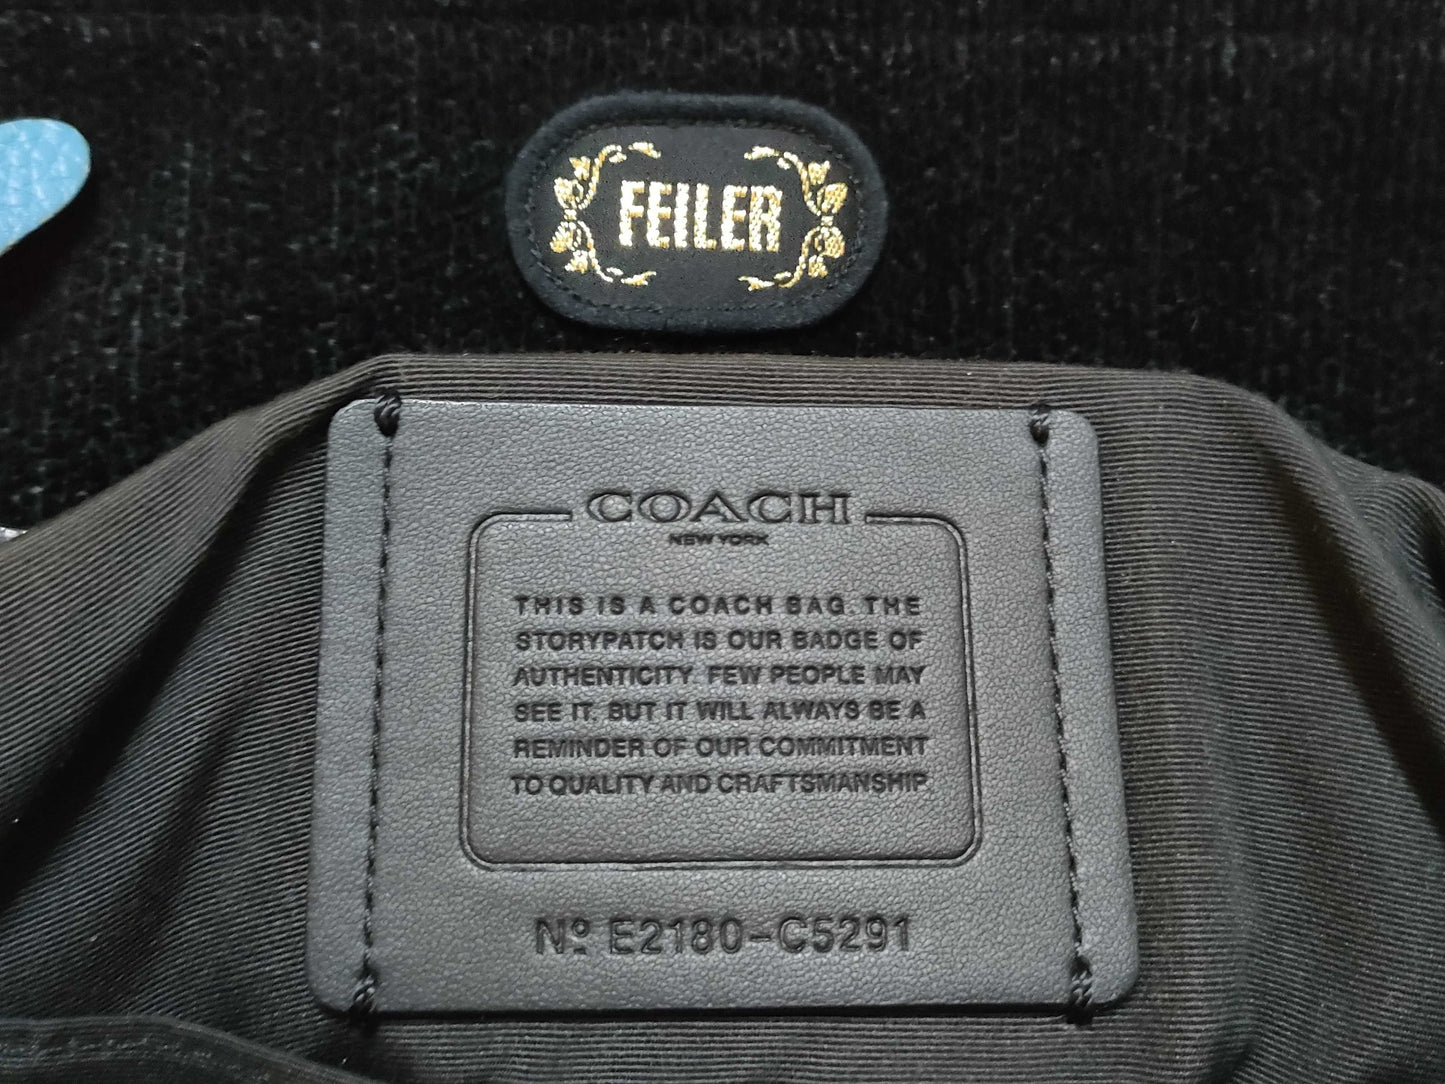 FEILER
COACH
NEW YORK
THIS IS A COACH BAG. THE
STORYPATCH IS OUR BADGE OF
AUTHENTICITY. FEW PEOPLE MAY
SEE IT. BUT IT WILL ALWAYS BE A
REMINDER OF OUR COMMITMENT
TO QUALITY AND CRAFTSMANSHIP.
Nº E2180-C5291